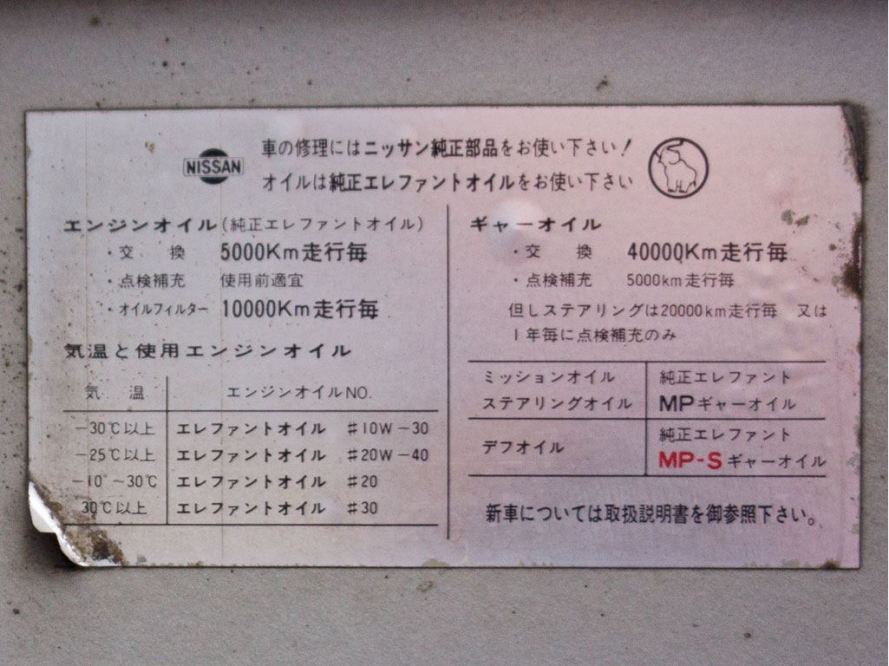 NISSAN
車の修理にはニッサン純正部品をお使い下さい!
オイルは純正エレファントオイルをお使い下さい
エンジンオイル(純正エレファントオイル)
・交 換 5000Km走行毎
・点検補充 使用前適宜
・オイルフィルター 10000Km走行毎
気温と使用エンジンオイル
気 温 エンジンオイルNO.
−30℃以上 エレファントオイル #10W−30
−25℃以上 エレファントオイル #20W−40
−10°~30℃ エレファントオイル #20
30℃以上 エレファントオイル #30
ギャーオイル
・交 換 40000Km走行毎
・点検補充 5000km走行毎
但しステアリングは20000km走行毎 又は
1年毎に点検補充のみ
ミッションオイル
ステアリングオイル
純正エレファント
MPギャーオイル
デフオイル
純正エレファント
MP-Sギャーオイル
新車については取扱説明書を御参照下さい。